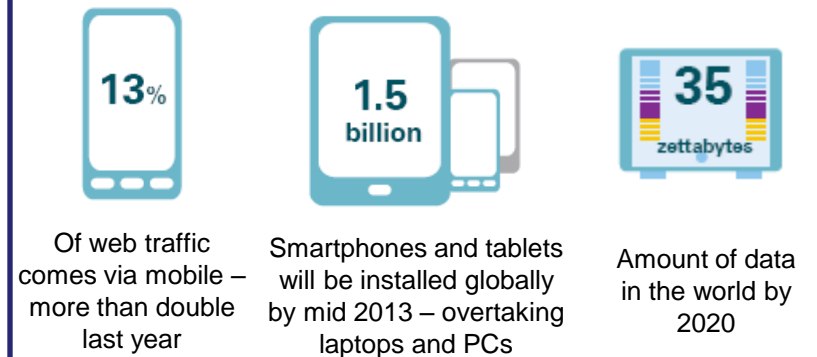 13%
Of web traffic
comes via mobile –
more than double
last year
1.5
billion
Smartphones and tablets
will be installed globally
by mid 2013 – overtaking
laptops and PCs
35
zettabytes
Amount of data
in the world by
2020